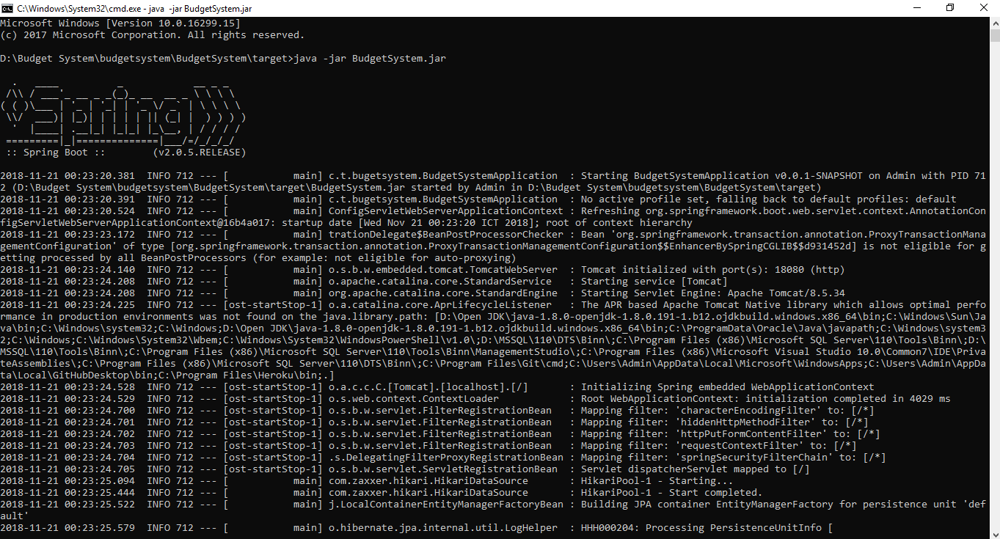 C:\Windows\System32\cmd.exe - java  -jar BudgetSystem.jar
Microsoft Windows [Version 10.0.16299.15]
(c) 2017 Microsoft Corporation. All rights reserved.

D:\Budget System\budgetsystem\BudgetSystem\target>java -jar BudgetSystem.jar

  .   ____          _            __ _ _
 /\\ / ___'_ __ _ _(_)_ __  __ _ \ \ \ \
( ( )\___ | '_ | '_| | '_ \/ _` | \ \ \ \
 \\/  ___)| |_)| | | | | || (_| |  ) ) ) )
  '  |____| .__|_| |_|_| |_\__, | / / / /
 =========|_|==============|___/=/_/_/_/
 :: Spring Boot ::        (v2.0.5.RELEASE)

2018-11-21 00:23:20.381  INFO 712 --- [           main] c.t.bugetsystem.BudgetSystemApplication  : Starting BudgetSystemApplication v0.0.1-SNAPSHOT on Admin with PID 71
2 (D:\Budget System\budgetsystem\BudgetSystem\target\BudgetSystem.jar started by Admin in D:\Budget System\budgetsystem\BudgetSystem\target)
2018-11-21 00:23:20.391  INFO 712 --- [           main] c.t.bugetsystem.BudgetSystemApplication  : No active profile set, falling back to default profiles: default
2018-11-21 00:23:20.524  INFO 712 --- [           main] ConfigServletWebServerApplicationContext : Refreshing org.springframework.boot.web.servlet.context.AnnotationCon
figServletWebServerApplicationContext@16b4a017: startup date [Wed Nov 21 00:23:20 ICT 2018]; root of context hierarchy
2018-11-21 00:23:23.172  INFO 712 --- [           main] trationDelegate$BeanPostProcessorChecker : Bean 'org.springframework.transaction.annotation.ProxyTransactionMana
gementConfiguration' of type [org.springframework.transaction.annotation.ProxyTransactionManagementConfiguration$$EnhancerBySpringCGLIB$$d931452d] is not eligible for g
etting processed by all BeanPostProcessors (for example: not eligible for auto-proxying)
2018-11-21 00:23:24.140  INFO 712 --- [           main] o.s.b.w.embedded.tomcat.TomcatWebServer  : Tomcat initialized with port(s): 18080 (http)
2018-11-21 00:23:24.208  INFO 712 --- [           main] o.apache.catalina.core.StandardService   : Starting service [Tomcat]
2018-11-21 00:23:24.208  INFO 712 --- [           main] org.apache.catalina.core.StandardEngine  : Starting Servlet Engine: Apache Tomcat/8.5.34
2018-11-21 00:23:24.225  INFO 712 --- [ost-startStop-1] o.a.catalina.core.AprLifecycleListener   : The APR based Apache Tomcat Native library which allows optimal perfo
rmance in production environments was not found on the java.library.path: [D:\Open JDK\java-1.8.0-openjdk-1.8.0.191-1.b12.ojdkbuild.windows.x86_64\bin;C:\Windows\Sun\Ja
va\bin;C:\Windows\system32;C:\Windows;D:\Open JDK\java-1.8.0-openjdk-1.8.0.191-1.b12.ojdkbuild.windows.x86_64\bin;C:\ProgramData\Oracle\Java\javapath;C:\Windows\system3
2;C:\Windows;C:\Windows\System32\Wbem;C:\Windows\System32\WindowsPowerShell\v1.0\;D:\MSSQL\110\DTS\Binn\;C:\Program Files (x86)\Microsoft SQL Server\110\Tools\Binn\;D:\
MSSQL\110\Tools\Binn\;C:\Program Files (x86)\Microsoft SQL Server\110\Tools\Binn\ManagementStudio\;C:\Program Files (x86)\Microsoft Visual Studio 10.0\Common7\IDE\Priva
teAssemblies\;C:\Program Files (x86)\Microsoft SQL Server\110\DTS\Binn\;C:\Program Files\Git\cmd;C:\Users\Admin\AppData\Local\Microsoft\WindowsApps;C:\Users\Admin\AppDa
ta\Local\GitHubDesktop\bin;C:\Program Files\Heroku\bin;.]
2018-11-21 00:23:24.528  INFO 712 --- [ost-startStop-1] o.a.c.c.C.[Tomcat].[localhost].[/]       : Initializing Spring embedded WebApplicationContext
2018-11-21 00:23:24.529  INFO 712 --- [ost-startStop-1] o.s.web.context.ContextLoader            : Root WebApplicationContext: initialization completed in 4029 ms
2018-11-21 00:23:24.700  INFO 712 --- [ost-startStop-1] o.s.b.w.servlet.FilterRegistrationBean   : Mapping filter: 'characterEncodingFilter' to: [/*]
2018-11-21 00:23:24.701  INFO 712 --- [ost-startStop-1] o.s.b.w.servlet.FilterRegistrationBean   : Mapping filter: 'hiddenHttpMethodFilter' to: [/*]
2018-11-21 00:23:24.702  INFO 712 --- [ost-startStop-1] o.s.b.w.servlet.FilterRegistrationBean   : Mapping filter: 'httpPutFormContentFilter' to: [/*]
2018-11-21 00:23:24.703  INFO 712 --- [ost-startStop-1] o.s.b.w.servlet.FilterRegistrationBean   : Mapping filter: 'requestContextFilter' to: [/*]
2018-11-21 00:23:24.704  INFO 712 --- [ost-startStop-1] .s.DelegatingFilterProxyRegistrationBean : Mapping filter: 'springSecurityFilterChain' to: [/*]
2018-11-21 00:23:24.705  INFO 712 --- [ost-startStop-1] o.s.b.w.servlet.ServletRegistrationBean  : Servlet dispatcherServlet mapped to [/]
2018-11-21 00:23:25.094  INFO 712 --- [           main] com.zaxxer.hikari.HikariDataSource       : HikariPool-1 - Starting...
2018-11-21 00:23:25.444  INFO 712 --- [           main] com.zaxxer.hikari.HikariDataSource       : HikariPool-1 - Start completed.
2018-11-21 00:23:25.522  INFO 712 --- [           main] j.LocalContainerEntityManagerFactoryBean : Building JPA container EntityManagerFactory for persistence unit 'def
ault'
2018-11-21 00:23:25.579  INFO 712 --- [           main] o.hibernate.jpa.internal.util.LogHelper  : HHH000204: Processing PersistenceUnitInfo [